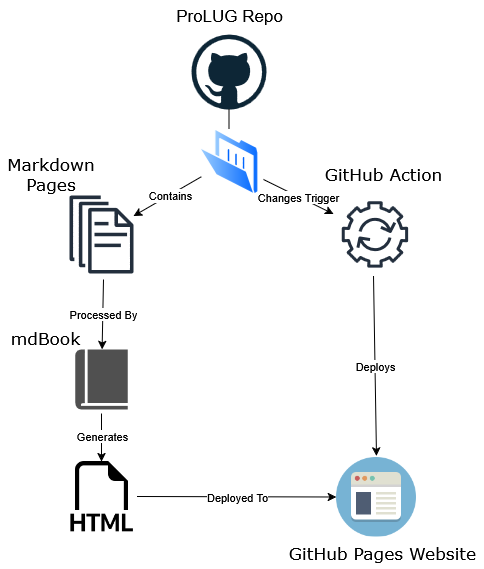 ProLUG Repo
Markdown
Pages
GitHub Action
Contains
Changes Trigger
Processed By
mdBook
Deploys
Generates
HTML
Deployed To
GitHub Pages Website